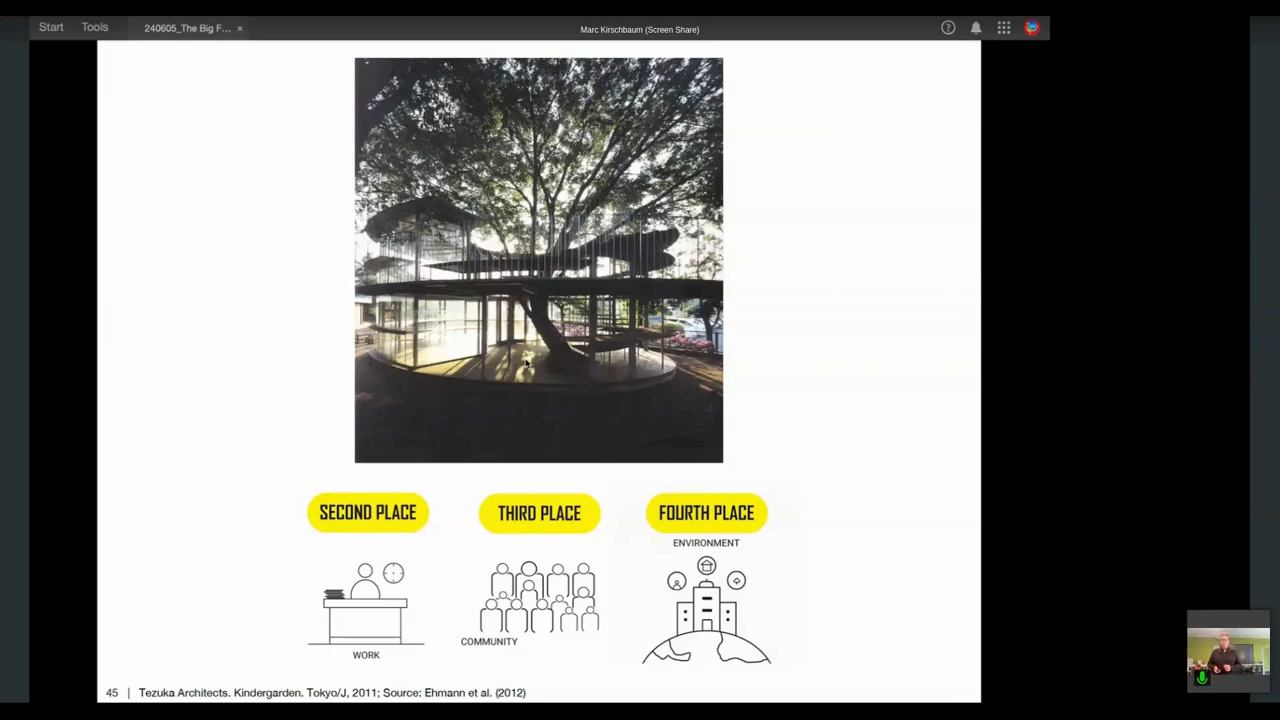 Start Tools 240605_The Big F... ×
Marc Kirschbaum (Screen Share)
SECOND PLACE
THIRD PLACE
FOURTH PLACE
ENVIRONMENT
COMMUNITY
WORK
45 | Tezuka Architects. Kindergarden. Tokyo/J, 2011; Source: Ehmann et al. (2012)